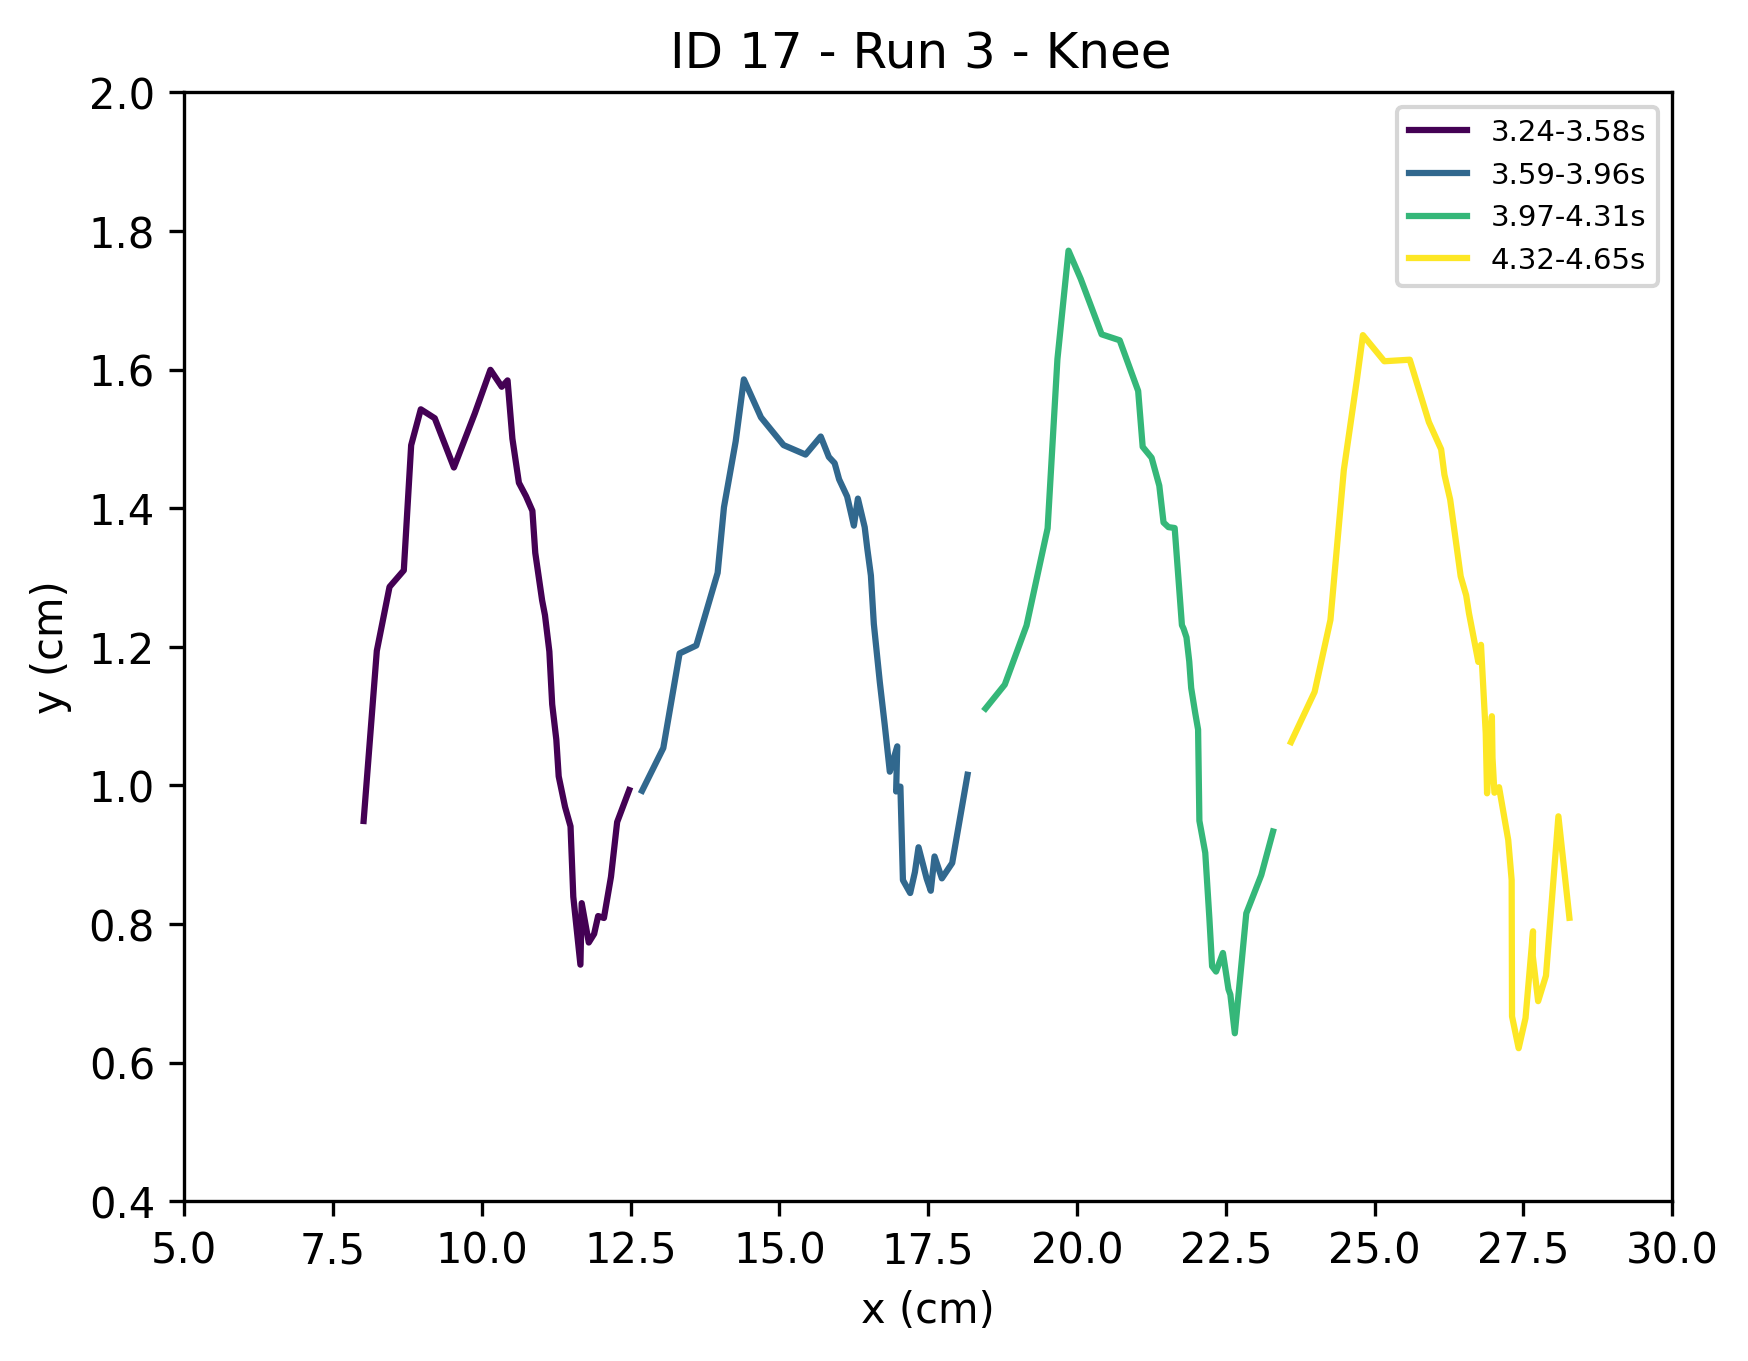 ID 17 - Run 3 - Knee
2.0
1.8
1.6
1.4
1.2
1.0
0.8
0.6
0.4
y (cm)
3.24-3.58s
3.59-3.96s
3.97-4.31s
4.32-4.65s
5.0 7.5 10.0 12.5 15.0 17.5 20.0 22.5 25.0 27.5 30.0
x (cm)